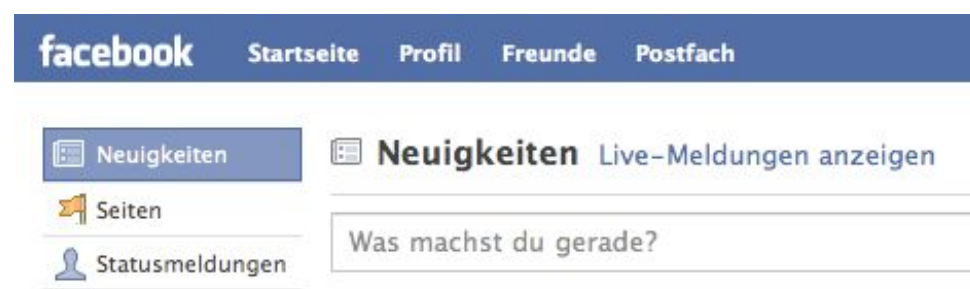 facebook Startseite Profil Freunde Postfach
Neuigkeiten
Seiten
Statusmeldungen
Neuigkeiten Live-Meldungen anzeigen
Was machst du gerade?